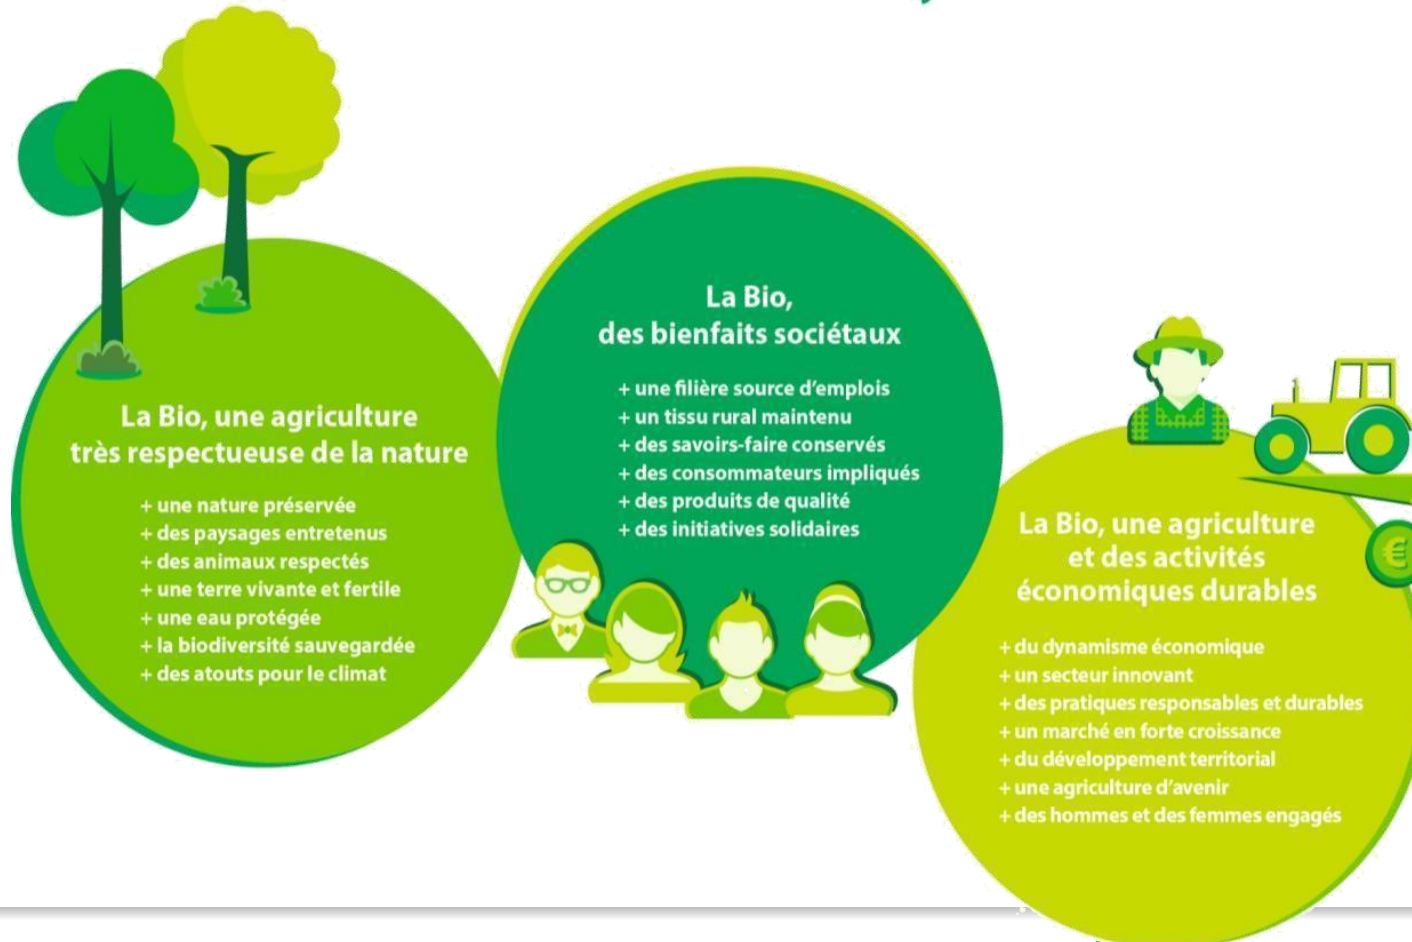 La Bio, une agriculture
très respectueuse de la nature
+ une nature préservée
+ des paysages entretenus
+ des animaux respectés
+ une terre vivante et fertile
+ une eau protégée
+ la biodiversité sauvegardée
+ des atouts pour le climat
La Bio,
des bienfaits sociétaux
+ une filière source d'emplois
+ un tissu rural maintenu
+ des savoirs-faire conservés
+ des consommateurs impliqués
+ des produits de qualité
+ des initiatives solidaires
La Bio, une agriculture
et des activités
économiques durables
+ du dynamisme économique
+ un secteur innovant
+ des pratiques responsables et durables
+ un marché en forte croissance
+ du développement territorial
+ une agriculture d'avenir
+ des hommes et des femmes engagés
€